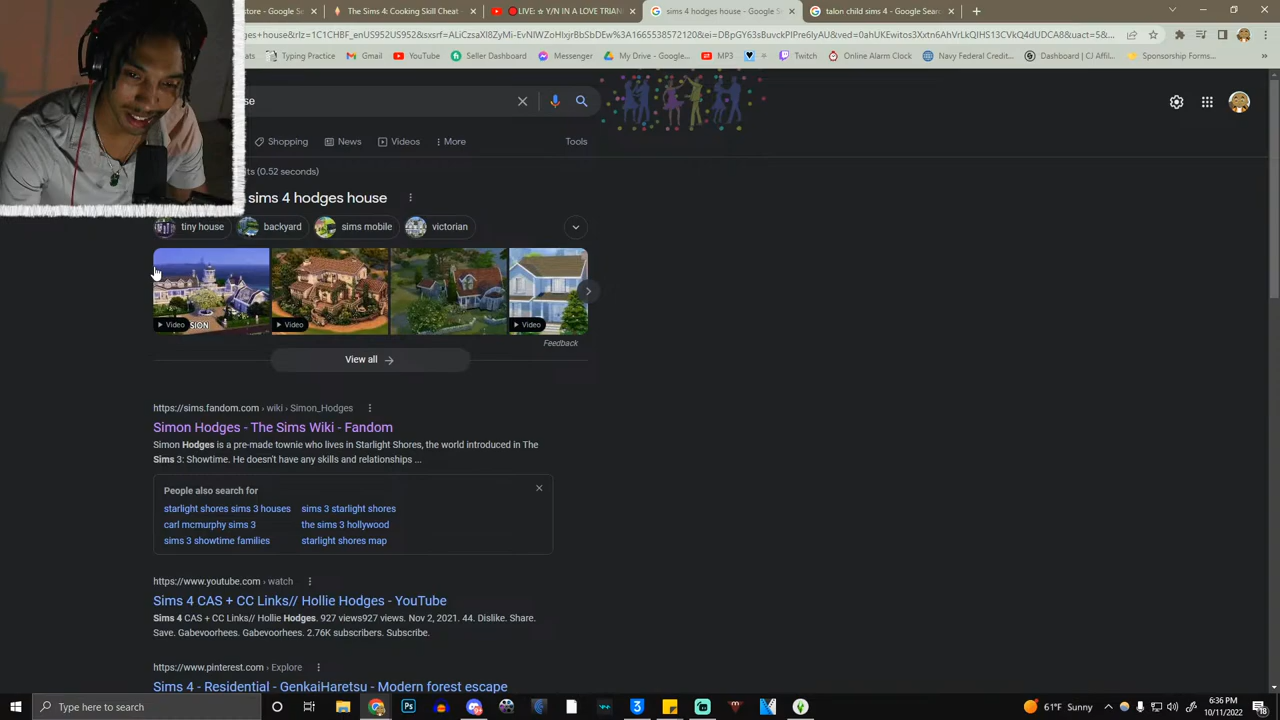 tore - Google S
The Sims 4: Cooking Skill Cheat
LIVE: ☆ Y/N IN A LOVE TRIAN
sims 4 hodges house - Google S
talon child sims 4 - Google Sear
ges+house&rlz=1C1CHBF_enUS952US952&sxsrf=
Typing Practice
Gmail
YouTube
Seller Dashboard
Messenger
My Drive - Google...
MP3
Twitch
Online Alarm Clock
Navy Federal Credit...
Dashboard | CJ Affil...
Sponsorship Forms...
»
se
Shopping
News
Videos
More
Tools
ts (0.52 seconds)
sims 4 hodges house
tiny house
backyard
sims mobile
victorian
Video
SION
Video
Video
Feedback
View all
https://sims.fandom.com › wiki › Simon_Hodges
Simon Hodges - The Sims Wiki - Fandom
Simon Hodges is a pre-made townie who lives in Starlight Shores, the world introduced in The
Sims 3: Showtime. He doesn't have any skills and relationships ...
People also search for
starlight shores sims 3 houses
sims 3 starlight shores
carl mcmurphy sims 3
the sims 3 hollywood
sims 3 showtime families
starlight shores map
https://www.youtube.com › watch
Sims 4 CAS + CC Links// Hollie Hodges - YouTube
Sims 4 CAS + CC Links// Hollie Hodges. 927 views927 views. Nov 2, 2021. 44. Dislike. Share.
Save. Gabevoorhees. 2.76K subscribers. Subscribe.
https://www.pinterest.com › Explore
Sims 4 - Residential - GenkaiHaretsu - Modern forest escape
Type here to search
61°F Sunny
6:36 PM
10/11/2022
18